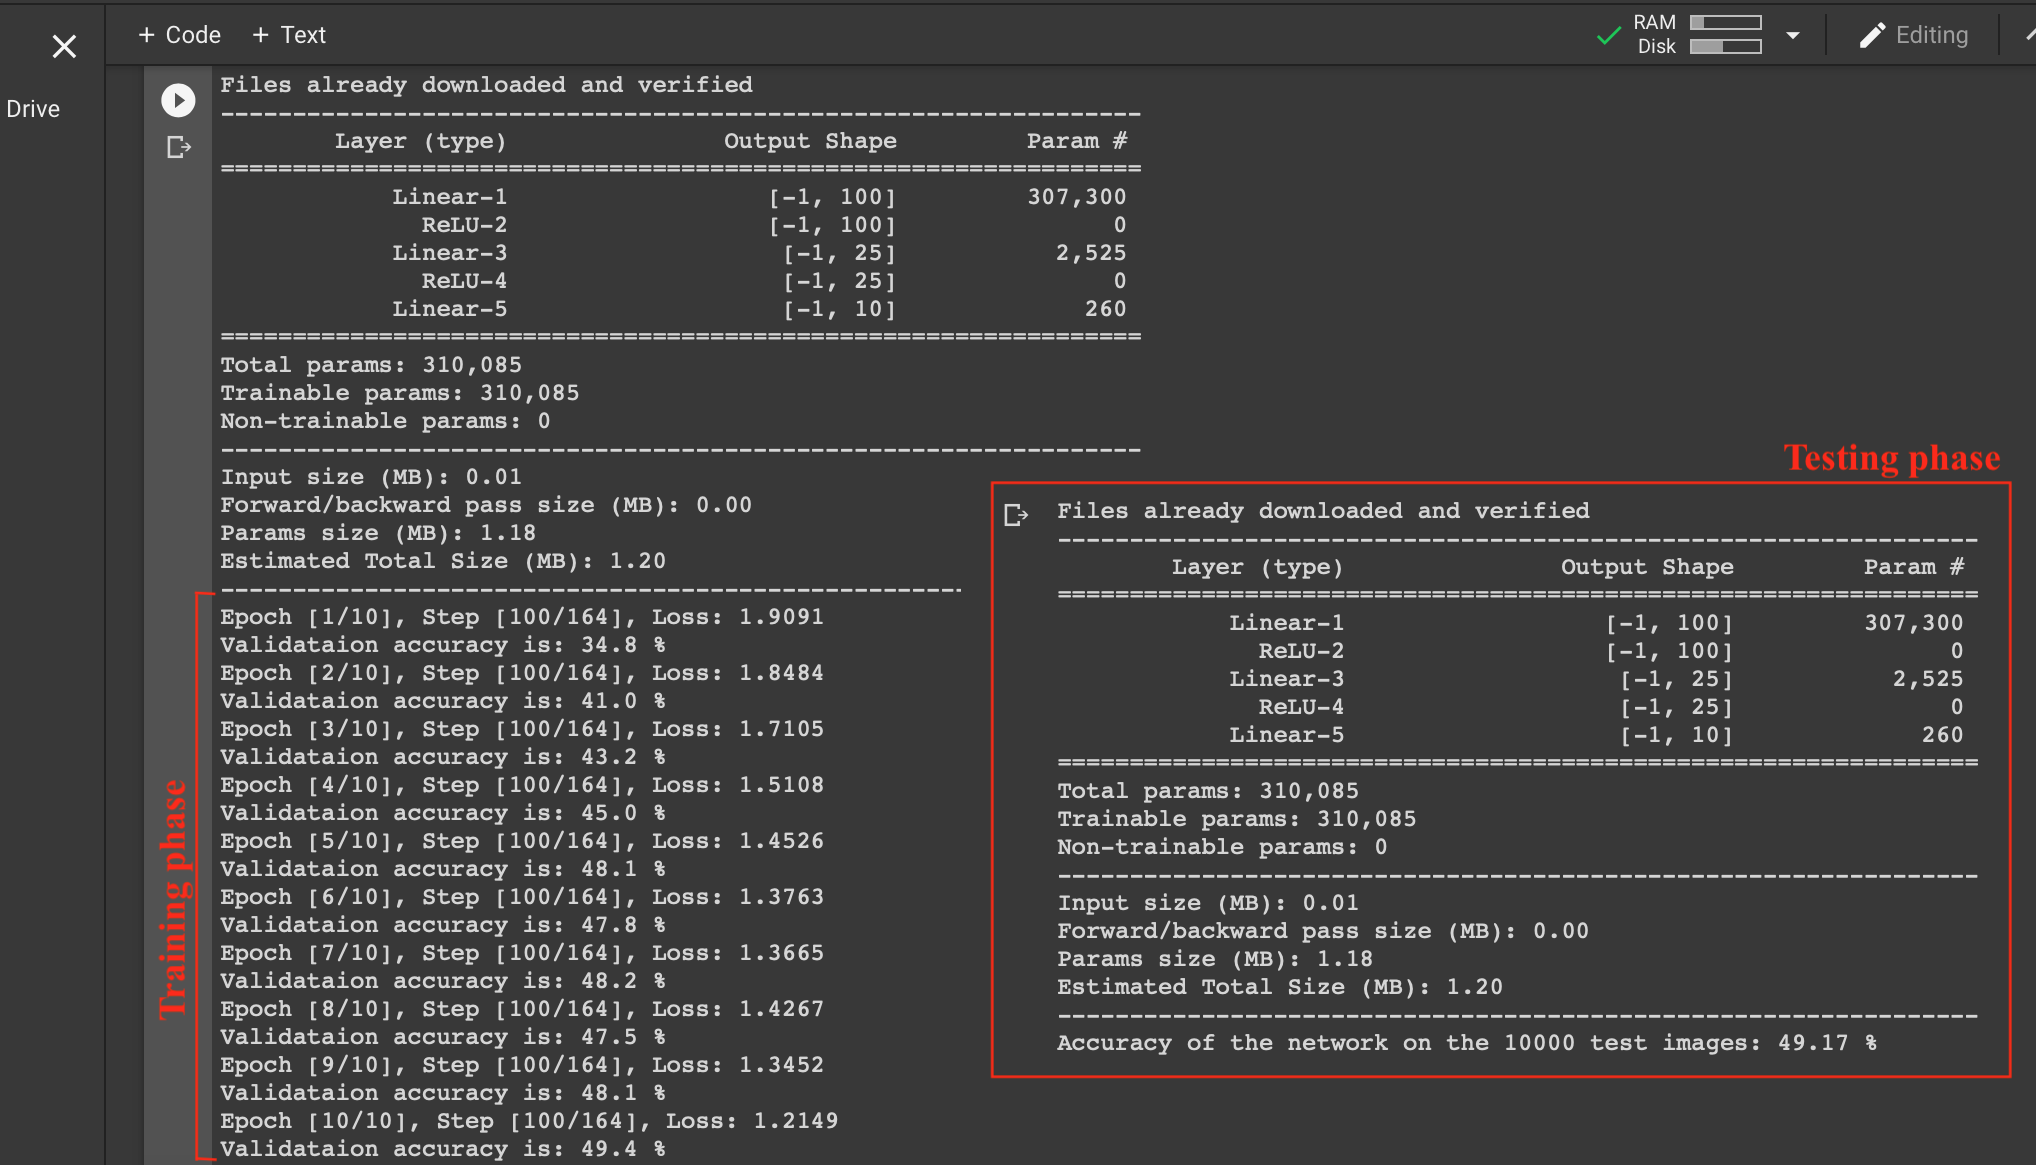 + Code + Text
RAM
Disk
Editing
Drive
Files already downloaded and verified
----------------------------------------------------------------
Layer (type) Output Shape Param #
================================================================
Linear-1 [-1, 100] 307,300
ReLU-2 [-1, 100] 0
Linear-3 [-1, 25] 2,525
ReLU-4 [-1, 25] 0
Linear-5 [-1, 10] 260
================================================================
Total params: 310,085
Trainable params: 310,085
Non-trainable params: 0
----------------------------------------------------------------
Input size (MB): 0.01
Forward/backward pass size (MB): 0.00
Params size (MB): 1.18
Estimated Total Size (MB): 1.20
----------------------------------------------------------------
Training phase
Epoch [1/10], Step [100/164], Loss: 1.9091
Validataion accuracy is: 34.8 %
Epoch [2/10], Step [100/164], Loss: 1.8484
Validataion accuracy is: 41.0 %
Epoch [3/10], Step [100/164], Loss: 1.7105
Validataion accuracy is: 43.2 %
Epoch [4/10], Step [100/164], Loss: 1.5108
Validataion accuracy is: 45.0 %
Epoch [5/10], Step [100/164], Loss: 1.4526
Validataion accuracy is: 48.1 %
Epoch [6/10], Step [100/164], Loss: 1.3763
Validataion accuracy is: 47.8 %
Epoch [7/10], Step [100/164], Loss: 1.3665
Validataion accuracy is: 48.2 %
Epoch [8/10], Step [100/164], Loss: 1.4267
Validataion accuracy is: 47.5 %
Epoch [9/10], Step [100/164], Loss: 1.3452
Validataion accuracy is: 48.1 %
Epoch [10/10], Step [100/164], Loss: 1.2149
Validataion accuracy is: 49.4 %
Testing phase
Files already downloaded and verified
----------------------------------------------------------------
Layer (type) Output Shape Param #
================================================================
Linear-1 [-1, 100] 307,300
ReLU-2 [-1, 100] 0
Linear-3 [-1, 25] 2,525
ReLU-4 [-1, 25] 0
Linear-5 [-1, 10] 260
================================================================
Total params: 310,085
Trainable params: 310,085
Non-trainable params: 0
----------------------------------------------------------------
Input size (MB): 0.01
Forward/backward pass size (MB): 0.00
Params size (MB): 1.18
Estimated Total Size (MB): 1.20
----------------------------------------------------------------
Accuracy of the network on the 10000 test images: 49.17 %